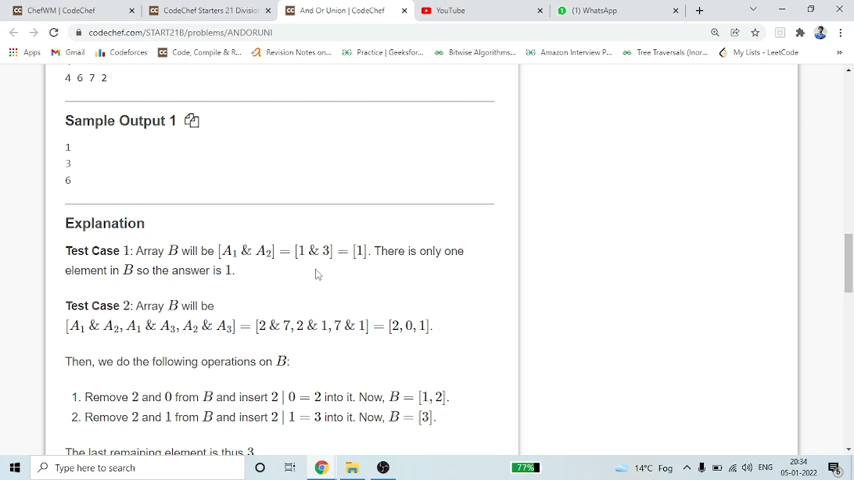 ChefWM | CodeChef
CodeChef Starters 21 Division
And Or Union | CodeChef
YouTube
(1) WhatsApp
codechef.com/START21B/problems/ANDORUNI
Apps
Gmail
Codeforces
Code, Compile & R...
Revision Notes on...
Practice | Geeksfor...
Bitwise Algorithms...
Amazon Interview P...
Tree Traversals (Inor...
My Lists - LeetCode
»
4 6 7 2
Sample Output 1
1
3
6
Explanation
Test Case 1: Array B will be [A₁ & A₂] = [1 & 3] = [1]. There is only one
element in B so the answer is 1.
Test Case 2: Array B will be
[A₁ & A₂, A₁ & A₃, A₂ & A₃] = [2 & 7, 2 & 1, 7 & 1] = [2, 0, 1].
Then, we do the following operations on B:
1. Remove 2 and 0 from B and insert 2 | 0 = 2 into it. Now, B = [1, 2].
2. Remove 2 and 1 from B and insert 2 | 1 = 3 into it. Now, B = [3].
The last remaining element is thus 3
Type here to search
77%
14°C Fog
ENG
20:34
05-01-2022